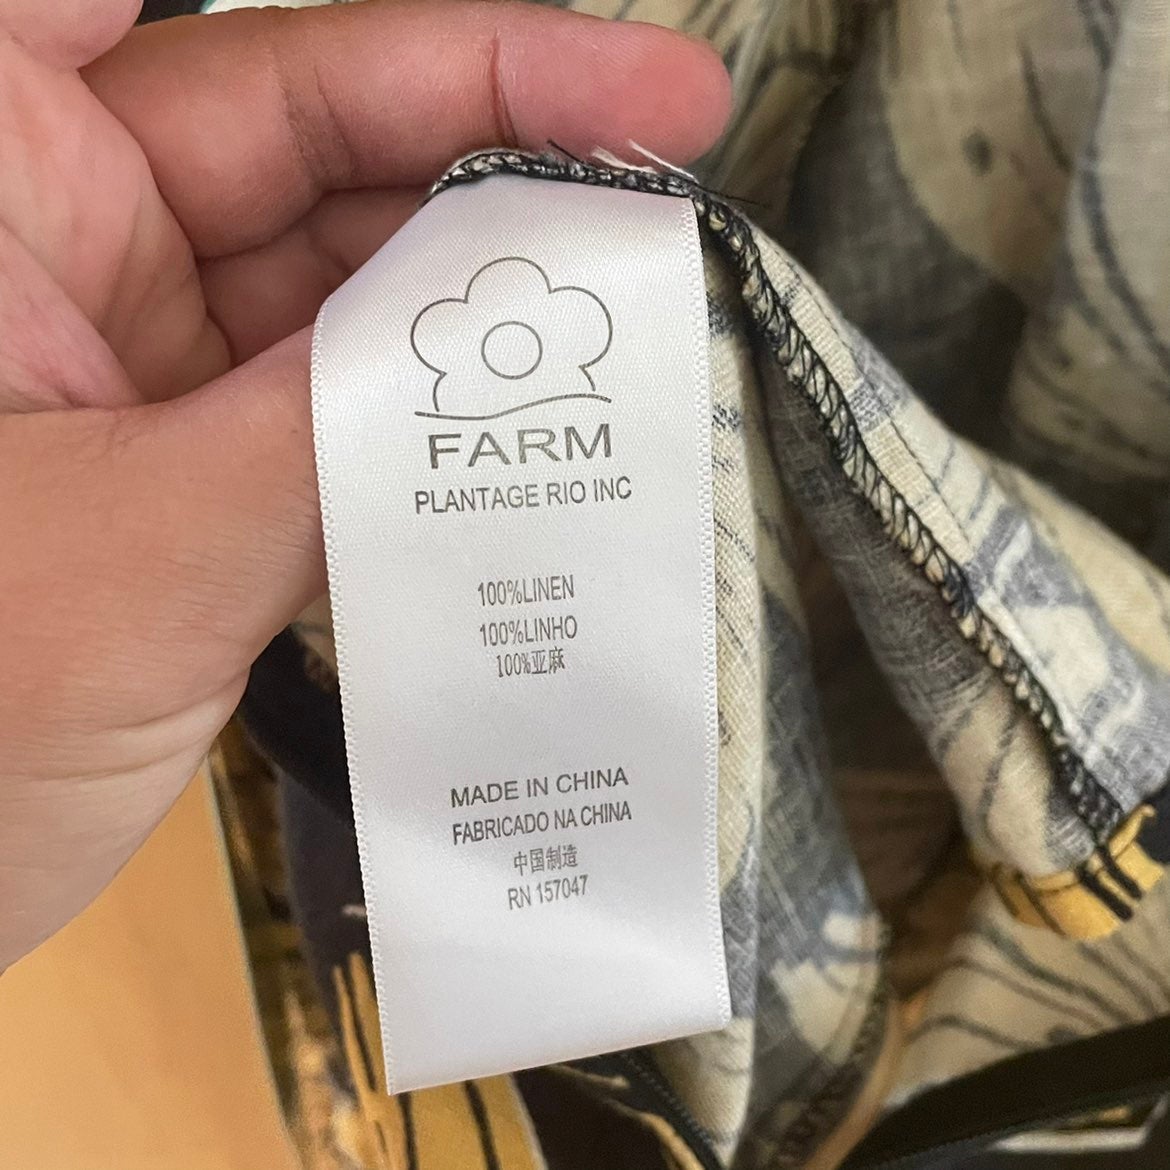 FARM
PLANTAGE RIO INC
100%LINEN
100%LINHO
100%亚麻
MADE IN CHINA
FABRICADO NA CHINA
中国制造
RN 157047